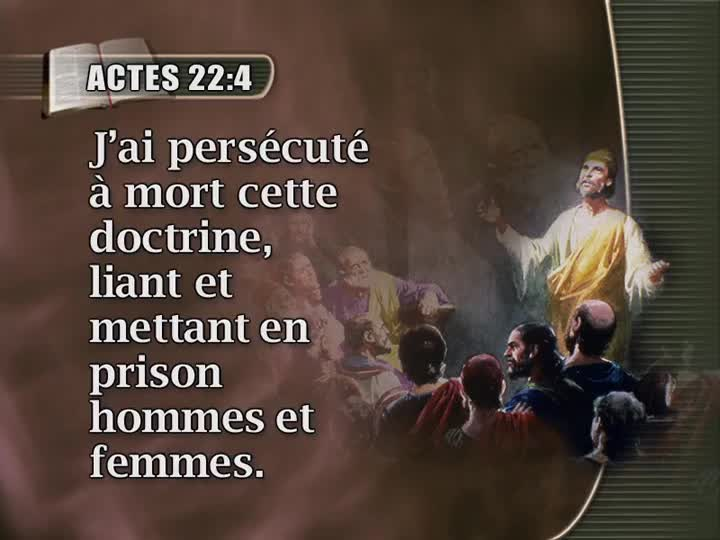 ACTES 22:4
J’ai persécuté
à mort cette
doctrine,
liant et
mettant en
prison
hommes et
femmes.